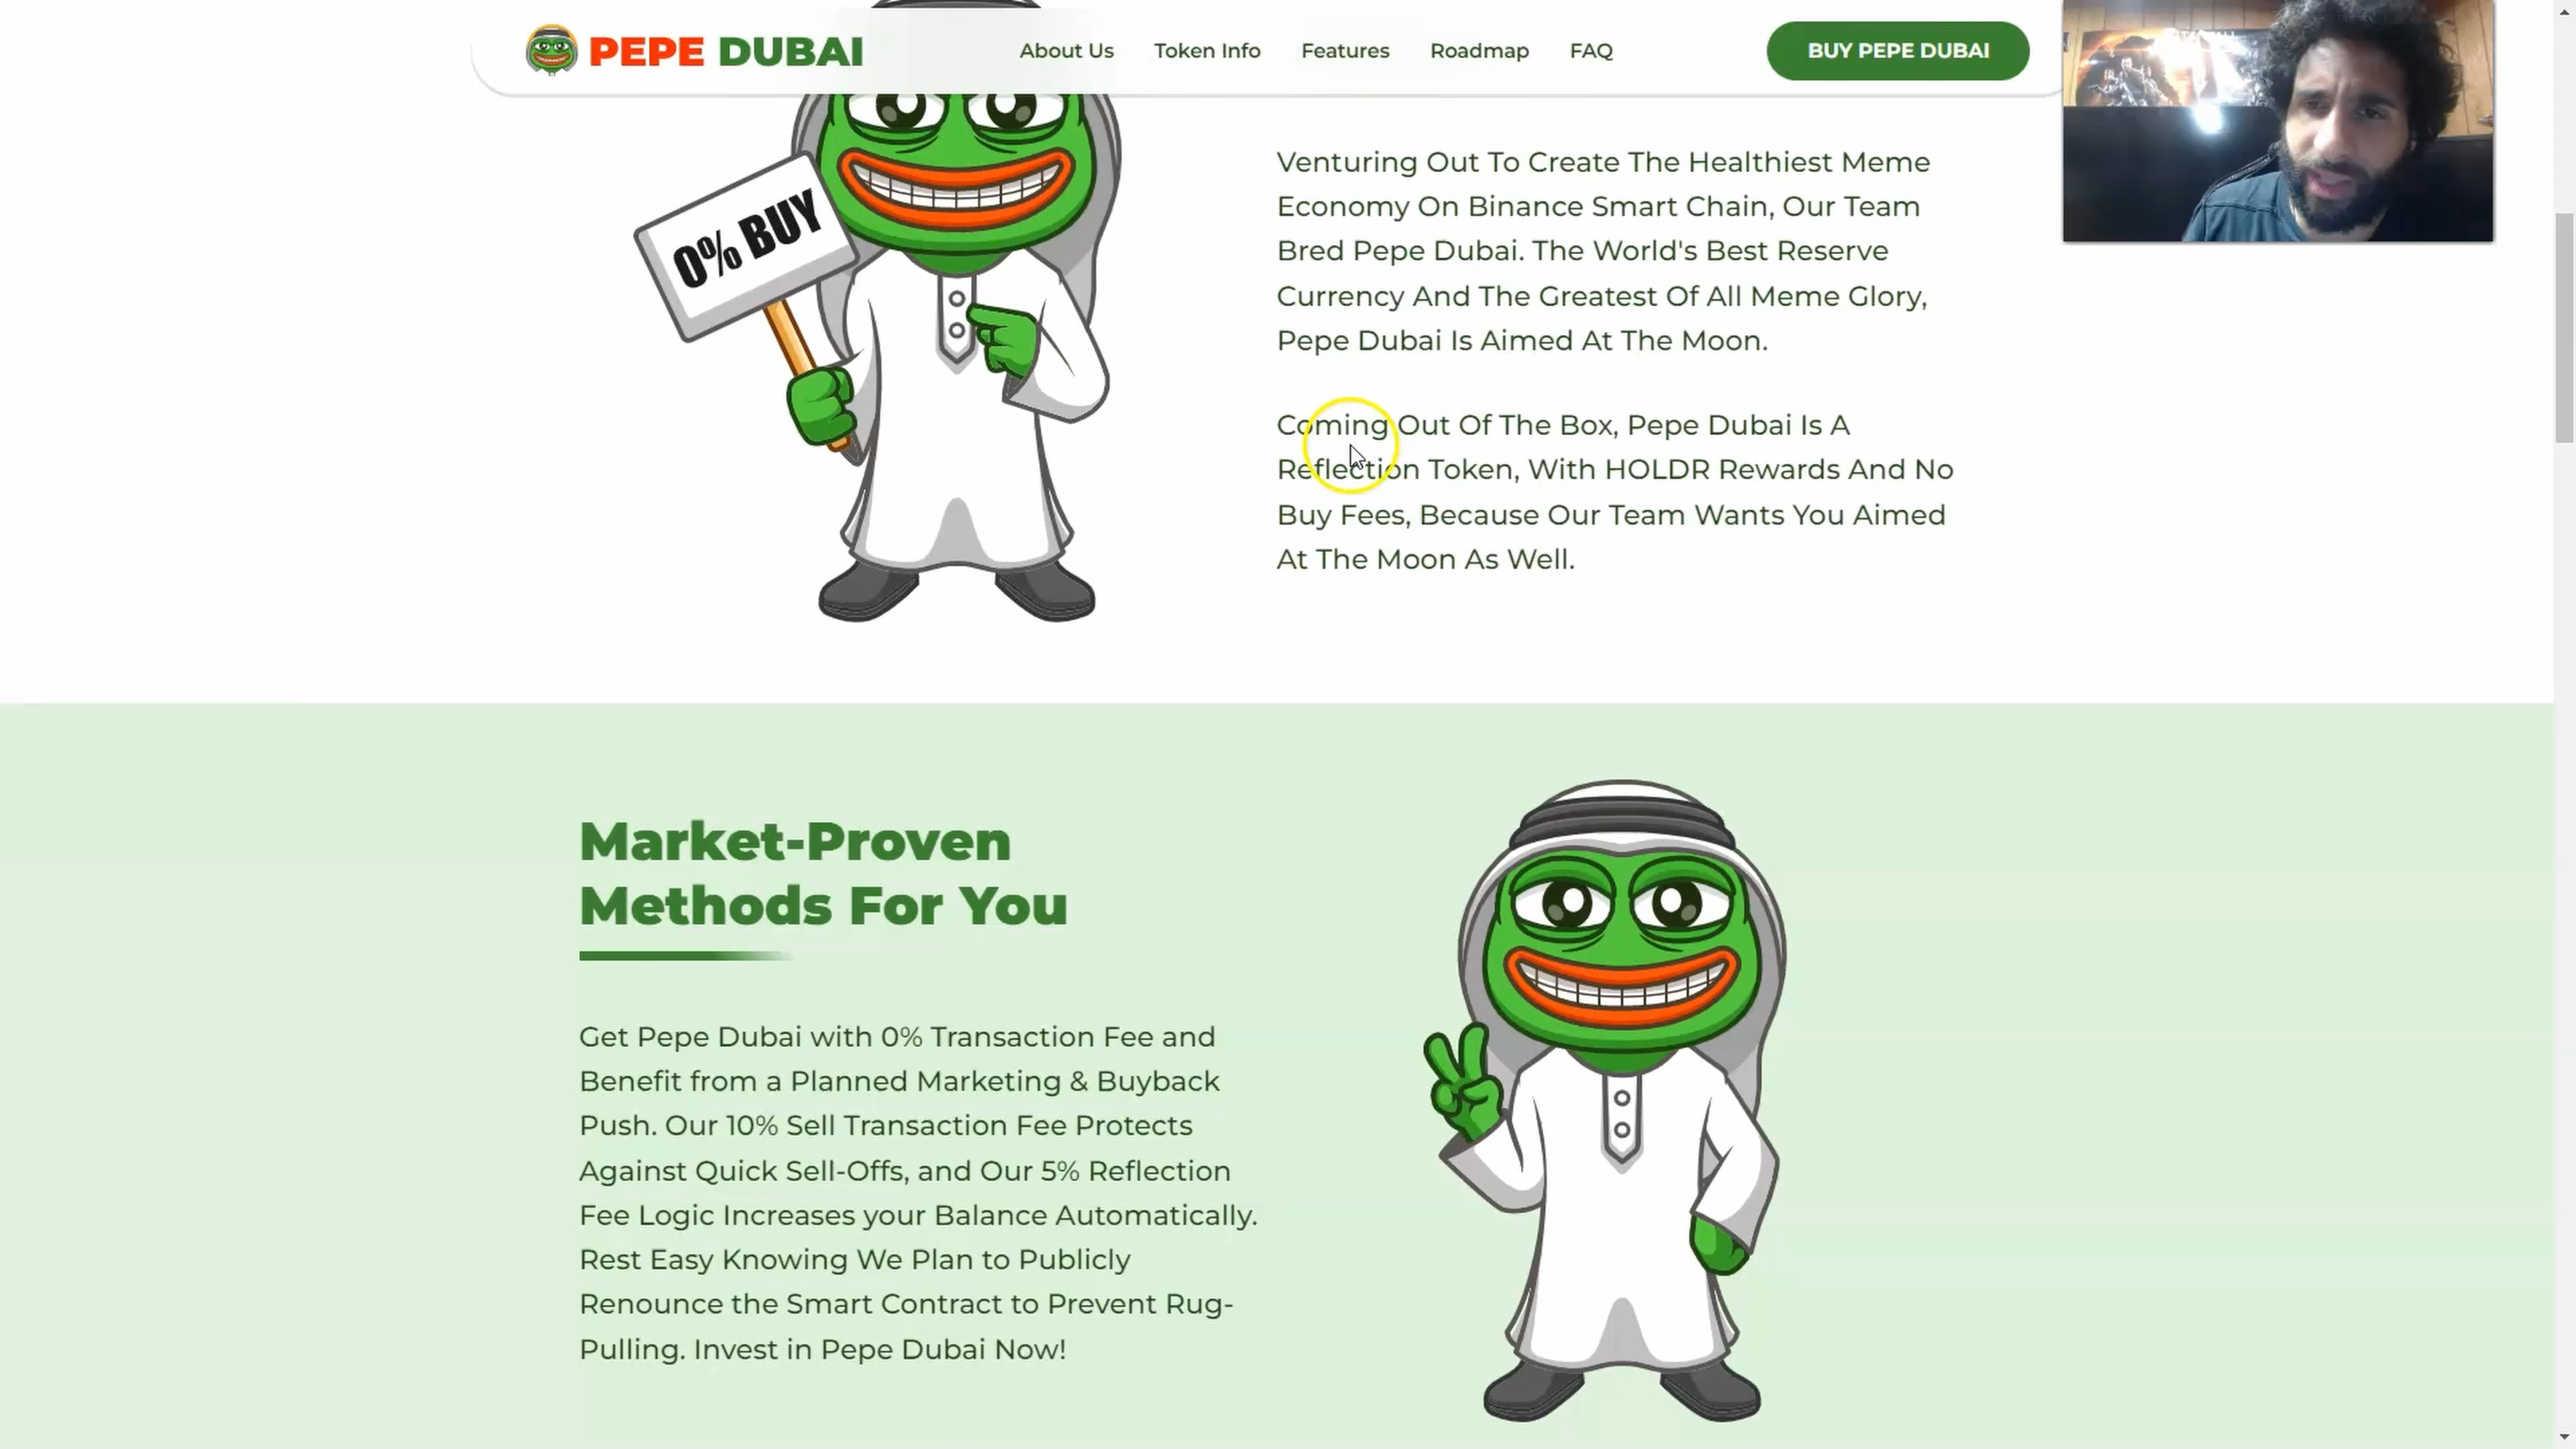 PEPE DUBAI
About Us
Token Info
Features
Roadmap
FAQ
BUY PEPE DUBAI
0% BUY
Venturing Out To Create The Healthiest Meme
Economy On Binance Smart Chain, Our Team
Bred Pepe Dubai. The World's Best Reserve
Currency And The Greatest Of All Meme Glory,
Pepe Dubai Is Aimed At The Moon.
Coming Out Of The Box, Pepe Dubai Is A
Reflection Token, With HOLDR Rewards And No
Buy Fees, Because Our Team Wants You Aimed
At The Moon As Well.
Market-Proven
Methods For You
Get Pepe Dubai with 0% Transaction Fee and
Benefit from a Planned Marketing & Buyback
Push. Our 10% Sell Transaction Fee Protects
Against Quick Sell-Offs, and Our 5% Reflection
Fee Logic Increases your Balance Automatically.
Rest Easy Knowing We Plan to Publicly
Renounce the Smart Contract to Prevent Rug-
Pulling. Invest in Pepe Dubai Now!